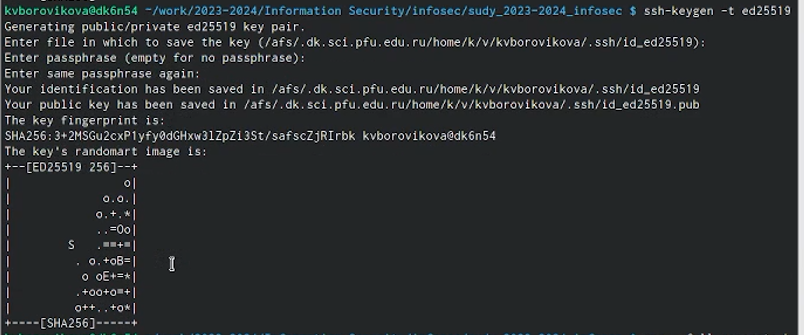 kvborovikova@dk6n54 ~/work/2023-2024/Information Security/infosec/sudy_2023-2024_infosec $ ssh-keygen -t ed25519
Generating public/private ed25519 key pair.
Enter file in which to save the key (/afs/.dk.sci.pfu.edu.ru/home/k/v/kvborovikova/.ssh/id_ed25519):
Enter passphrase (empty for no passphrase):
Enter same passphrase again:
Your identification has been saved in /afs/.dk.sci.pfu.edu.ru/home/k/v/kvborovikova/.ssh/id_ed25519
Your public key has been saved in /afs/.dk.sci.pfu.edu.ru/home/k/v/kvborovikova/.ssh/id_ed25519.pub
The key fingerprint is:
SHA256:3+2MSGu2cxP1yfy0dGHxw3lZpZi3St/safscZjRIrbk kvborovikova@dk6n54
The key's randomart image is:
+--[ED25519 256]--+
|                o|
|             o.o.|
|            o.+.*|
|            ..=Oo|
|        S   .==+=|
|         . o.+oB=|
|          o oE+=*|
|         .+oo+o=+|
|         o++..+o*|
+----[SHA256]-----+